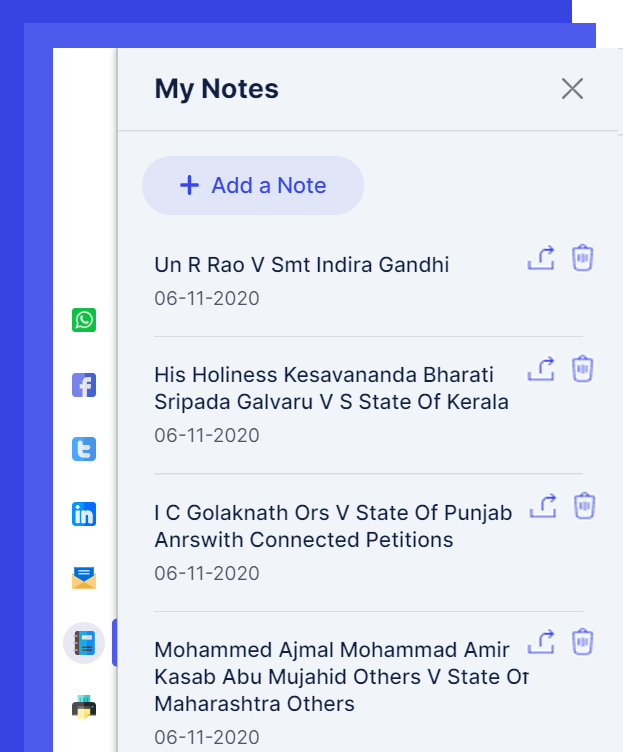 My Notes
+ Add a Note
Un R Rao V Smt Indira Gandhi
06-11-2020
His Holiness Kesavananda Bharati
Sripada Galvaru V S State Of Kerala
06-11-2020
I C Golaknath Ors V State Of Punjab
Anrswith Connected Petitions
06-11-2020
Mohammed Ajmal Mohammad Amir
Kasab Abu Mujahid Others V State Of
Maharashtra Others
06-11-2020